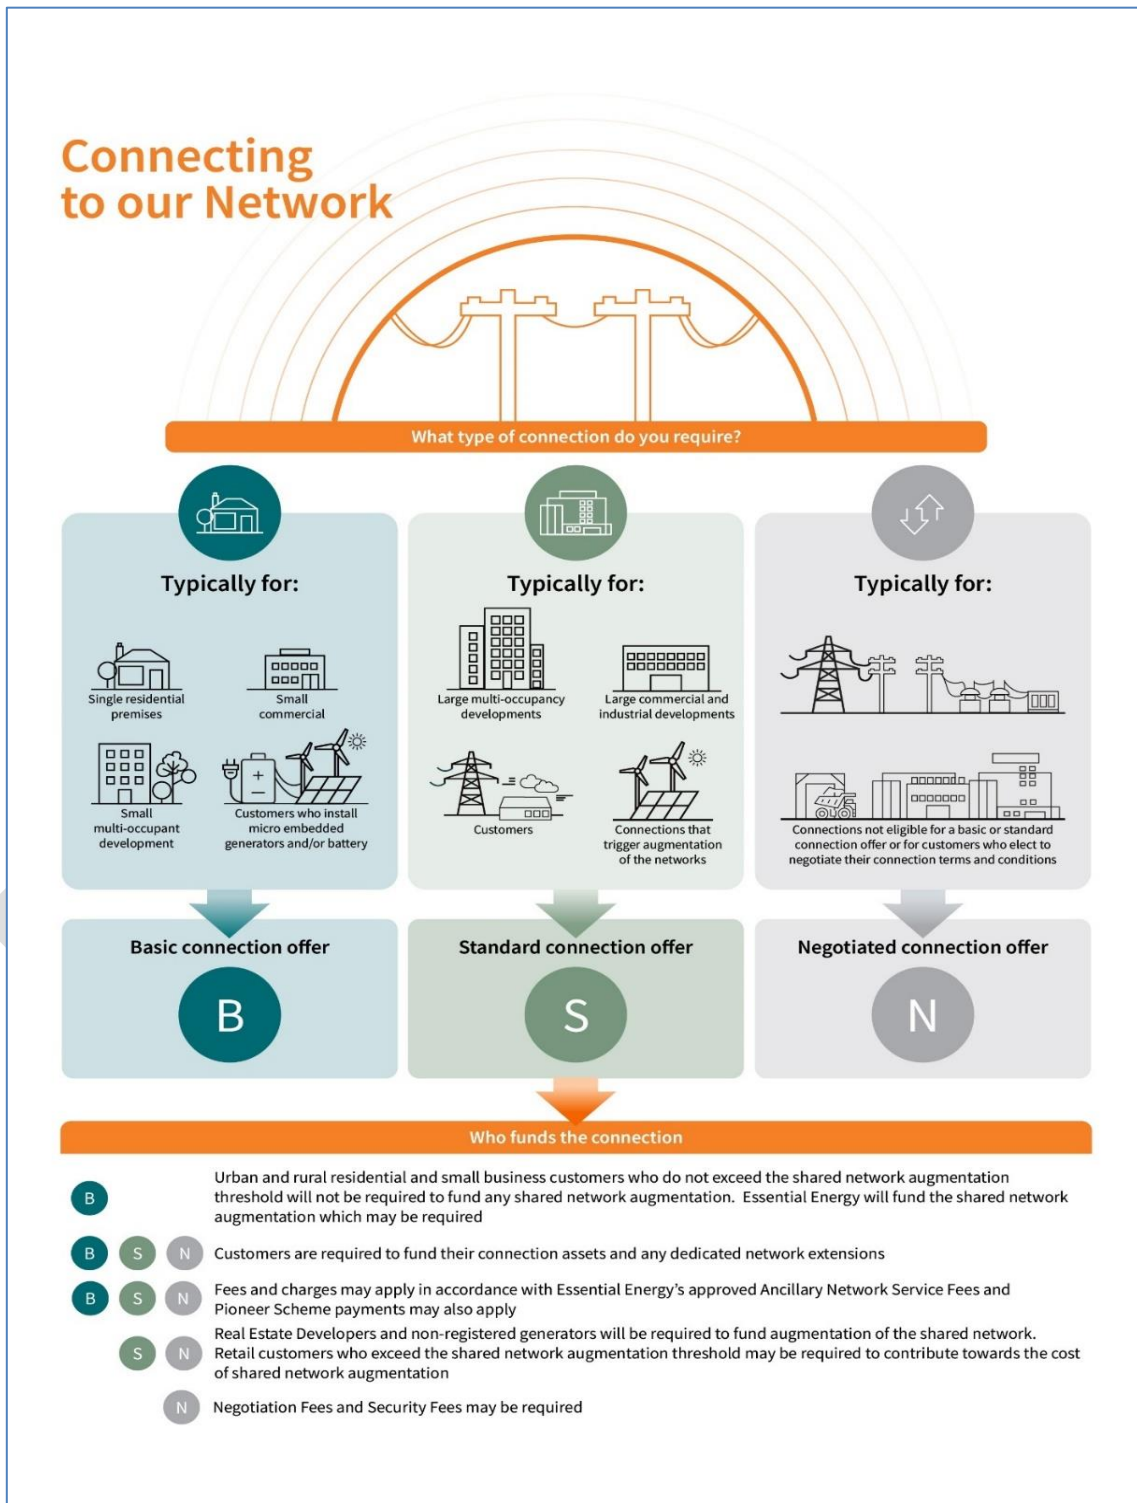 Connecting
to our Network
What type of connection do you require?
Typically for:
Single residential
premises
Small
commercial
Small
multi-occupant
development
Customers who install
micro embedded
generators and/or battery
Typically for:
Large multi-occupancy
developments
Large commercial and
industrial developments
Customers
Connections that
trigger augmentation
of the networks
Typically for:
Connections not eligible for a basic or standard
connection offer or for customers who elect to
negotiate their connection terms and conditions
Basic connection offer
B
Standard connection offer
S
Negotiated connection offer
N
Who funds the connection
B
Urban and rural residential and small business customers who do not exceed the shared network augmentation
threshold will not be required to fund any shared network augmentation. Essential Energy will fund the shared network
augmentation which may be required
B S N Customers are required to fund their connection assets and any dedicated network extensions
B S N Fees and charges may apply in accordance with Essential Energy's approved Ancillary Network Service Fees and
Pioneer Scheme payments may also apply
S N
Real Estate Developers and non-registered generators will be required to fund augmentation of the shared network.
Retail customers who exceed the shared network augmentation threshold may be required to contribute towards the cost
of shared network augmentation
N Negotiation Fees and Security Fees may be required